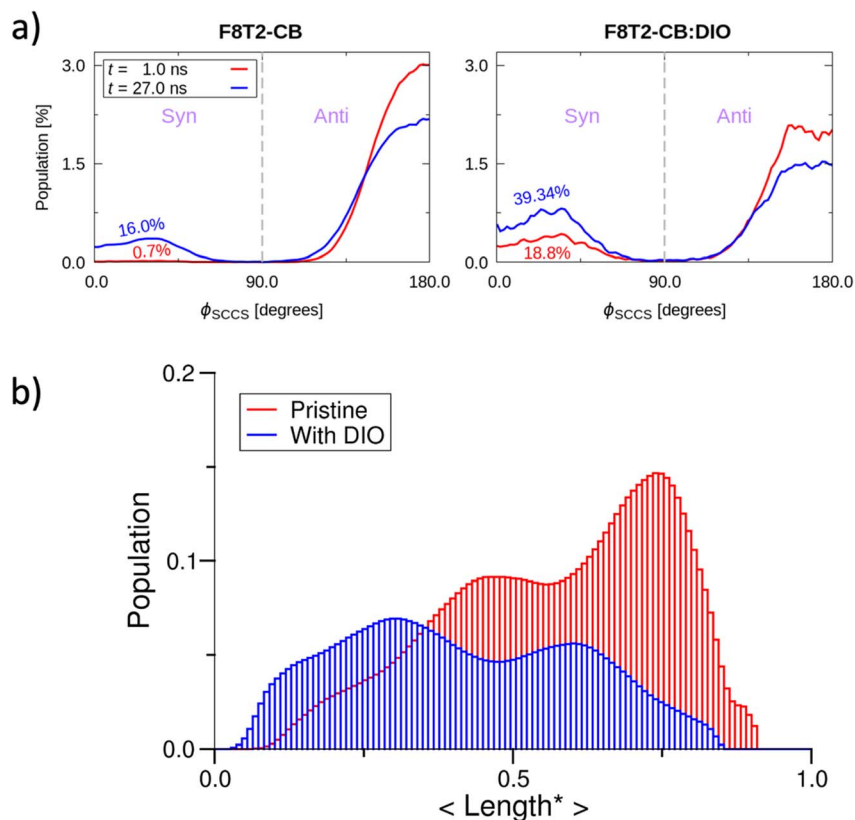 a)
F8T2-CB
F8T2-CB:DIO
t = 1.0 ns
t = 27.0 ns
Syn
Anti
16.0%
0.7%
Population [%]
3.0
1.5
0.0
0.0
90.0
180.0
ϕSCCS [degrees]
Syn
Anti
39.34%
18.8%
3.0
1.5
0.0
0.0
90.0
180.0
ϕSCCS [degrees]
b)
Pristine
With DIO
Population
0.2
0.1
0.0
0.0
0.5
1.0
< Length* >